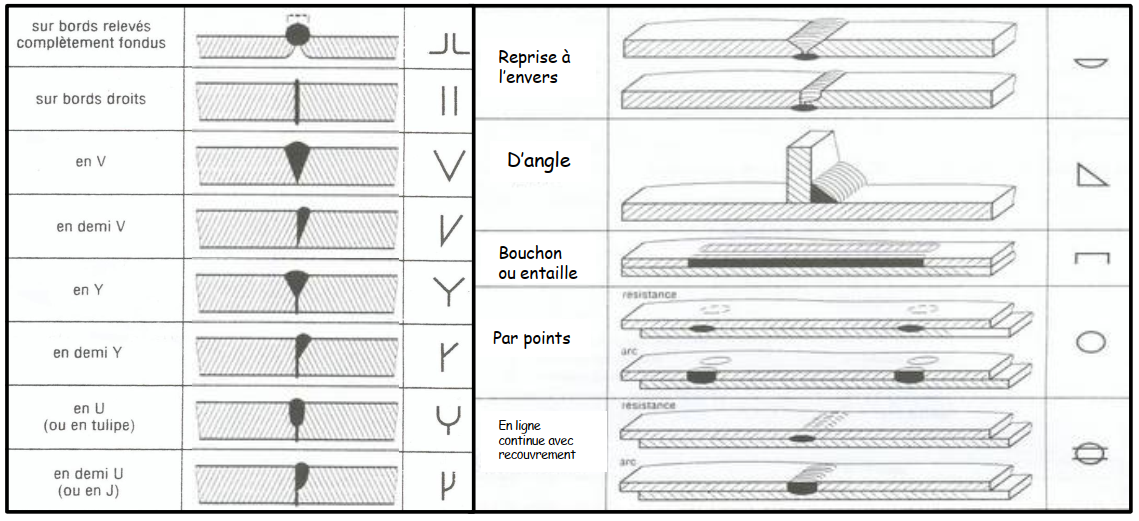 sur bords relevés
complètement fondus
sur bords droits
en V
en demi V
en Y
en demi Y
en U
(ou en tulipe)
en demi U
(ou en J)
Reprise à
l'envers
D'angle
Bouchon
ou entaille
resistance
Par points
arc
resistance
En ligne
continue avec
recouvrement
arc